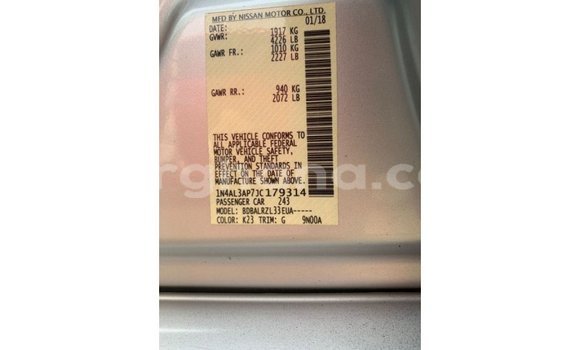 MFD BY NISSAN MOTOR CO., LTD.
DATE: 01/18
GVWR: 1917 KG
4226 LB
GAWR FR.: 1010 KG
2227 LB
GAWR RR.: 940 KG
2072 LB
THIS VEHICLE CONFORMS TO
ALL APPLICABLE FEDERAL
MOTOR VEHICLE SAFETY,
BUMPER, AND THEFT
PREVENTION STANDARDS IN
EFFECT ON THE DATE OF
MANUFACTURE SHOWN ABOVE.
1N4AL3AP7JC179314
PASSENGER CAR 243
MODEL: BDBALRZL33EUA-----
COLOR: K23 TRIM: G 9N00A